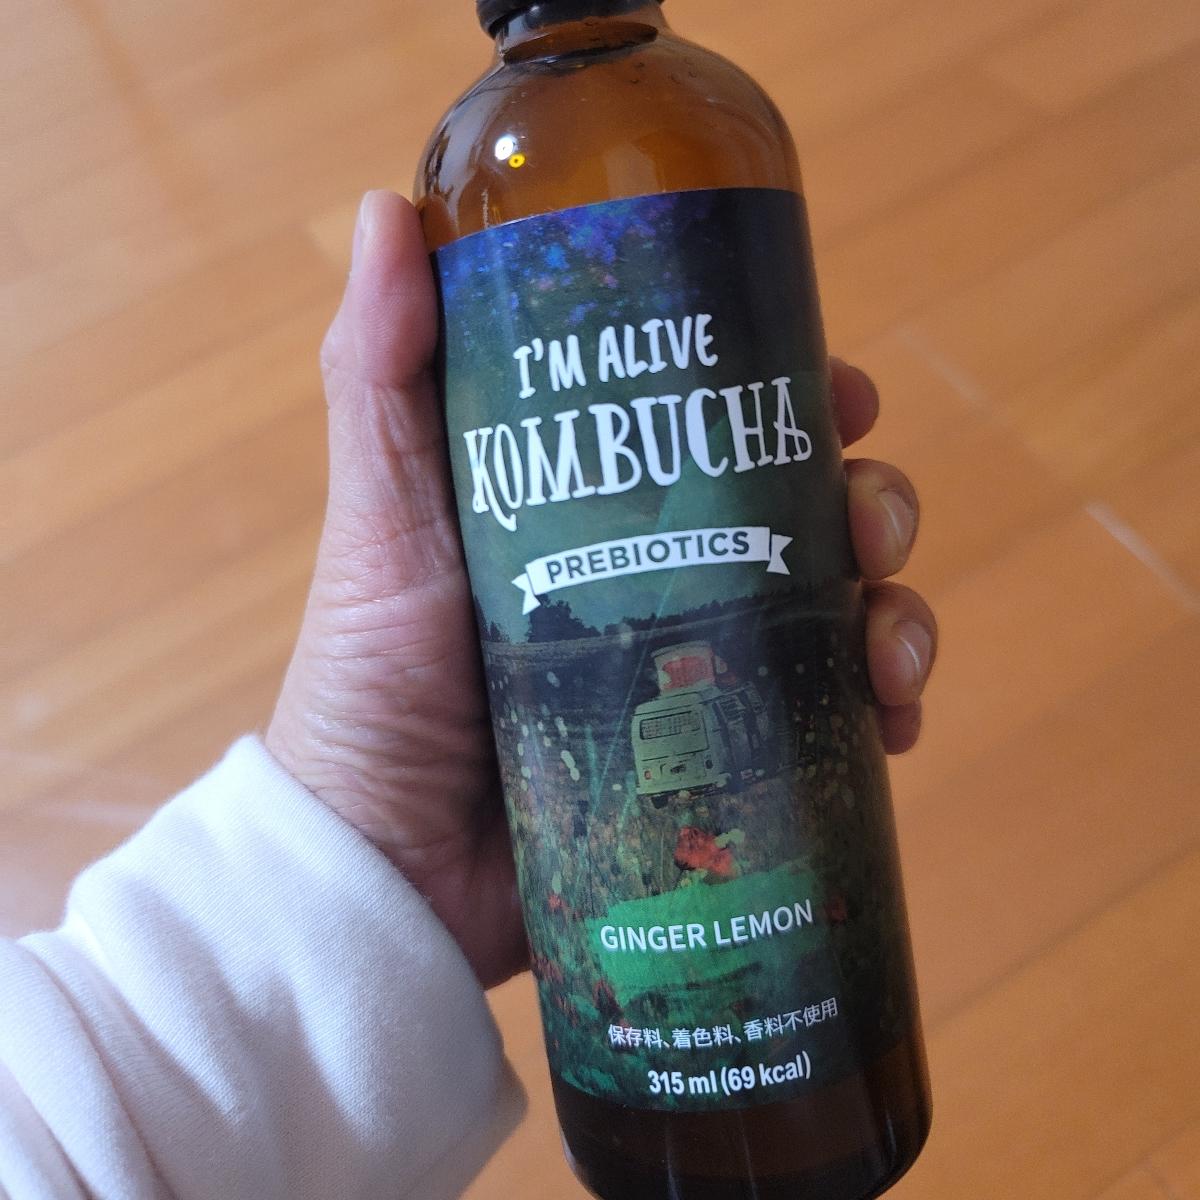 I'M ALIVE
KOMBUCHA
PREBIOTICS
GINGER LEMON
保存料、着色料、香料不使用
315 ml (69 kcal)